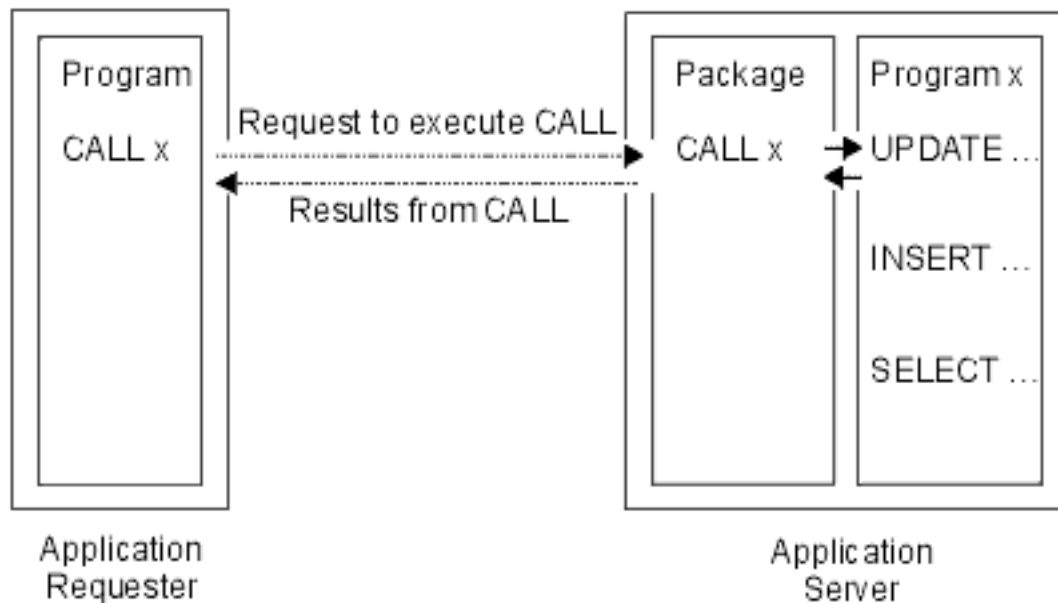 Program
CALL x
Request to execute CALL
Results from CALL
Package
CALL x
Program x
UPDATE ...
INSERT ...
SELECT ...
Application
Requester
Application
Server